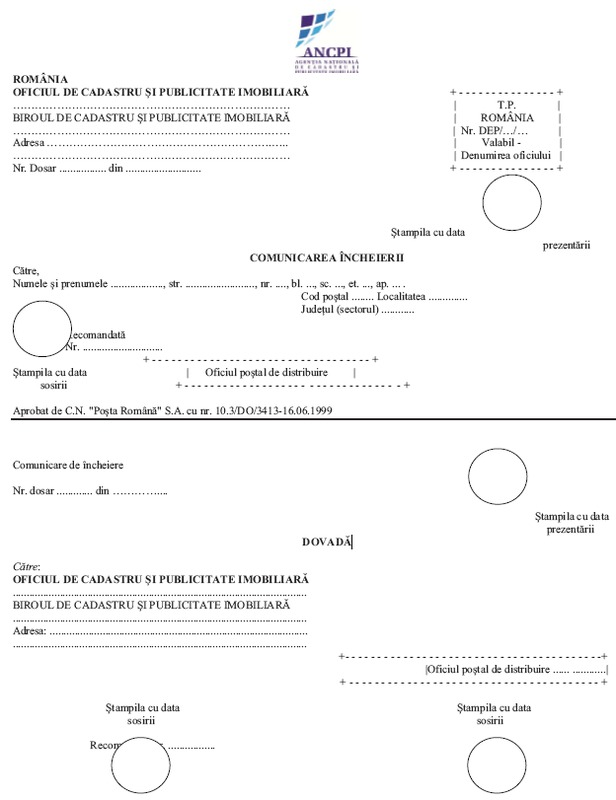 ANCPI
AGENȚIA NAȚIONALĂ
DE CADASTRU ȘI
PUBLICITATE IMOBILIARĂ
ROMÂNIA
OFICIUL DE CADASTRU ȘI PUBLICITATE IMOBILIARĂ
BIROUL DE CADASTRU ȘI PUBLICITATE IMOBILIARĂ
Adresa ...........................................................
Nr. Dosar ................. din ...........................
T.P.
ROMÂNIA
Nr. DEP/…/…
Valabil -
Denumirea oficiului
Ștampila cu data
prezentării
COMUNICAREA ÎNCHEIERII
Către,
Numele și prenumele ..................., str. ........................., nr. ...., bl. ..., sc. ..., et. ..., ap. ... .
Cod poștal ........ Localitatea ..............
Județul (sectorul) ............
ecomandată
Nr. ............................
Ștampila cu data
sosirii
Oficiul poștal de distribuire
Aprobat de C.N. "Poșta Română" S.A. cu nr. 10.3/DO/3413-16.06.1999
Comunicare de încheiere
Nr. dosar ............. din …………....
Ștampila cu data
prezentării
DOVADĂ
Către:
OFICIUL DE CADASTRU ȘI PUBLICITATE IMOBILIARĂ
BIROUL DE CADASTRU ȘI PUBLICITATE IMOBILIARĂ
Adresa: ............................................................................................
|Oficiul poștal de distribuire ...... ............|
Ștampila cu data
sosirii
Ștampila cu data
sosirii
Recom r. .................